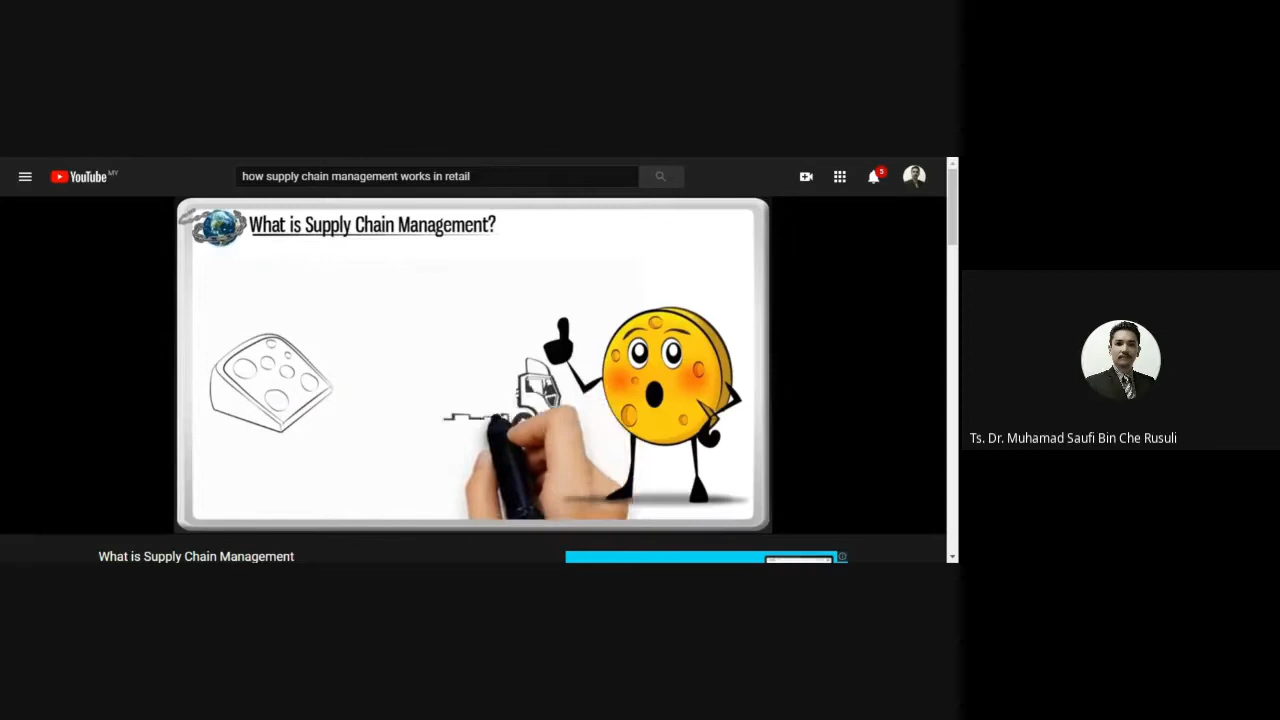 YouTube MY
how supply chain management works in retail
5
What is Supply Chain Management?
Ts. Dr. Muhamad Saufi Bin Che Rusuli
What is Supply Chain Management